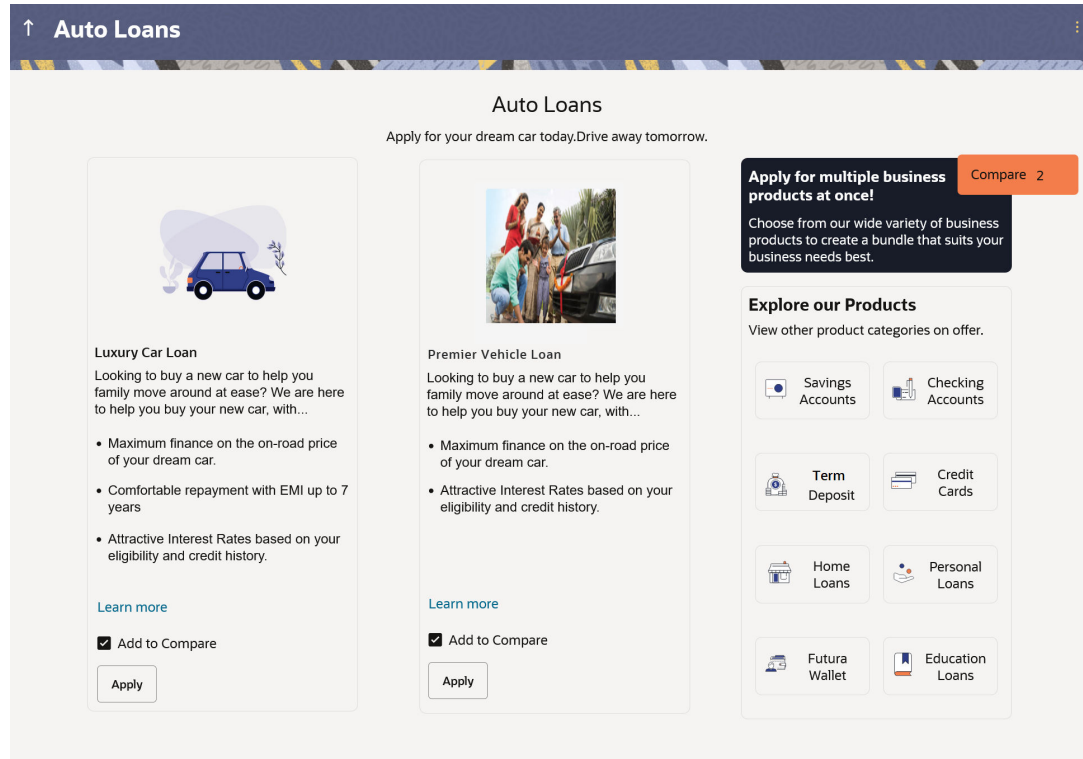 ↑ Auto Loans
Auto Loans
Apply for your dream car today.Drive away tomorrow.
Luxury Car Loan
Looking to buy a new car to help you
family move around at ease? We are here
to help you buy your new car, with...
• Maximum finance on the on-road price
of your dream car.
• Comfortable repayment with EMI up to 7
years
• Attractive Interest Rates based on your
eligibility and credit history.
Learn more
Add to Compare
Apply
Premier Vehicle Loan
Looking to buy a new car to help you
family move around at ease? We are here
to help you buy your new car, with...
• Maximum finance on the on-road price
of your dream car.
• Attractive Interest Rates based on your
eligibility and credit history.
Learn more
Add to Compare
Apply
Compare 2
Apply for multiple business
products at once!
Choose from our wide variety of business
products to create a bundle that suits your
business needs best.
Explore our Products
View other product categories on offer.
Savings
Accounts
Checking
Accounts
Term
Deposit
Credit
Cards
Home
Loans
Personal
Loans
Futura
Wallet
Education
Loans